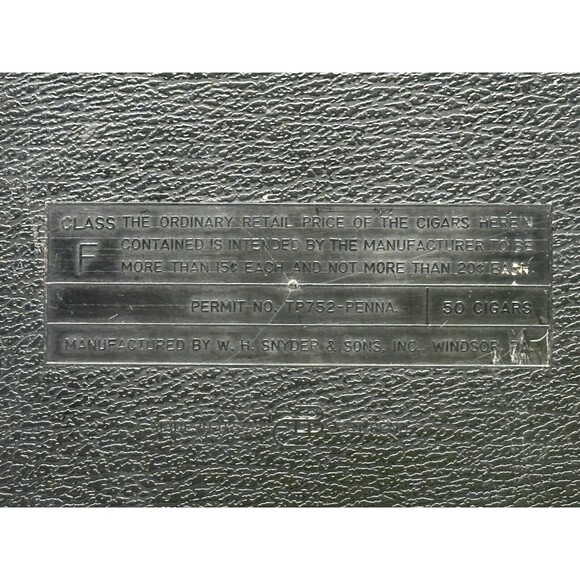 CLASS THE ORDINARY RETAIL PRICE OF THE CIGARS HEREIN
F CONTAINED IS INTENDED BY THE MANUFACTURER TO BE
MORE THAN 15¢ EACH AND NOT MORE THAN 20¢ EACH
PERMIT NO. TP752-PENNA. 50 CIGARS
MANUFACTURED BY W. H. SNYDER & SONS, INC., WINDSOR, PA.